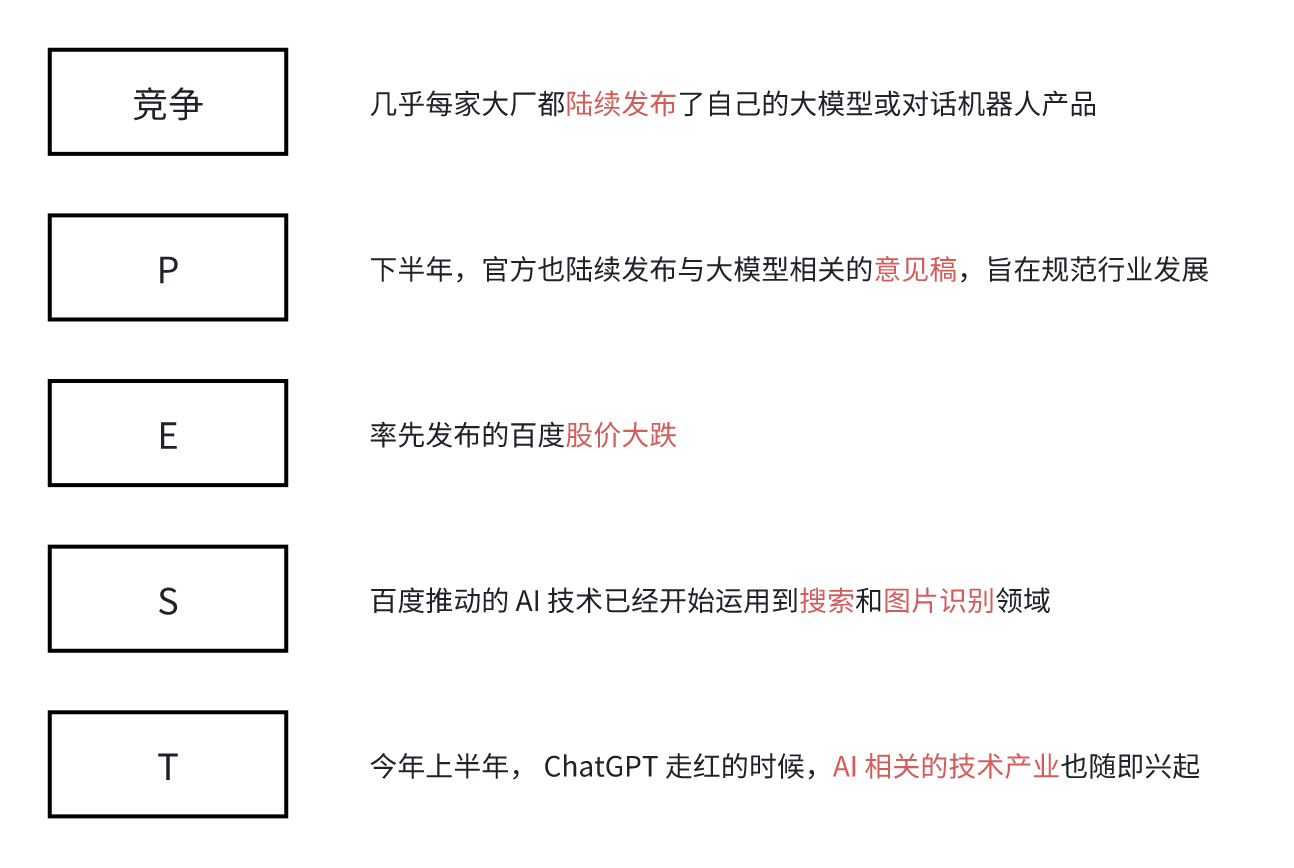 竞争
几乎每家大厂都陆续发布了自己的大模型或对话机器人产品
P
下半年，官方也陆续发布与大模型相关的意见稿，旨在规范行业发展
E
率先发布的百度股价大跌
S
百度推动的 AI 技术已经开始运用到搜索和图片识别领域
T
今年上半年， ChatGPT 走红的时候，AI 相关的技术产业也随即兴起